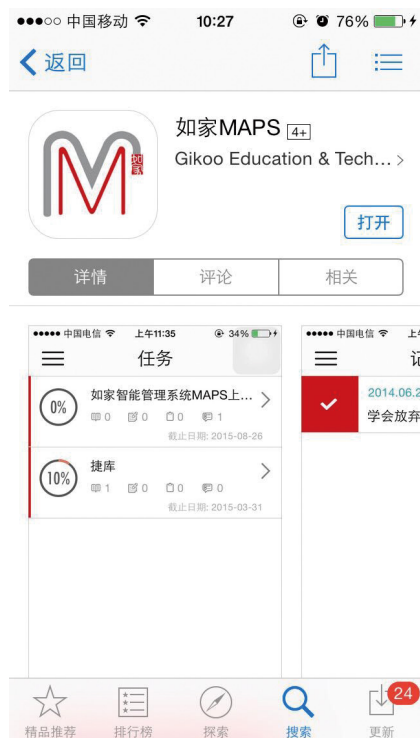 中国移动 10:27 76%
返回
如家MAPS 4+
如家
Gikoo Education & Tech...
打开
详情 评论 相关
中国电信 上午11:35 34%
任务
0% 如家智能管理系统MAPS上...
0 0 0 1
截止日期: 2015-08-26
10% 捷库
1 0 0 0
截止日期: 2015-03-31
中国电信
2014.06.2
学会放弃
24
精品推荐 排行榜 探索 搜索 更新